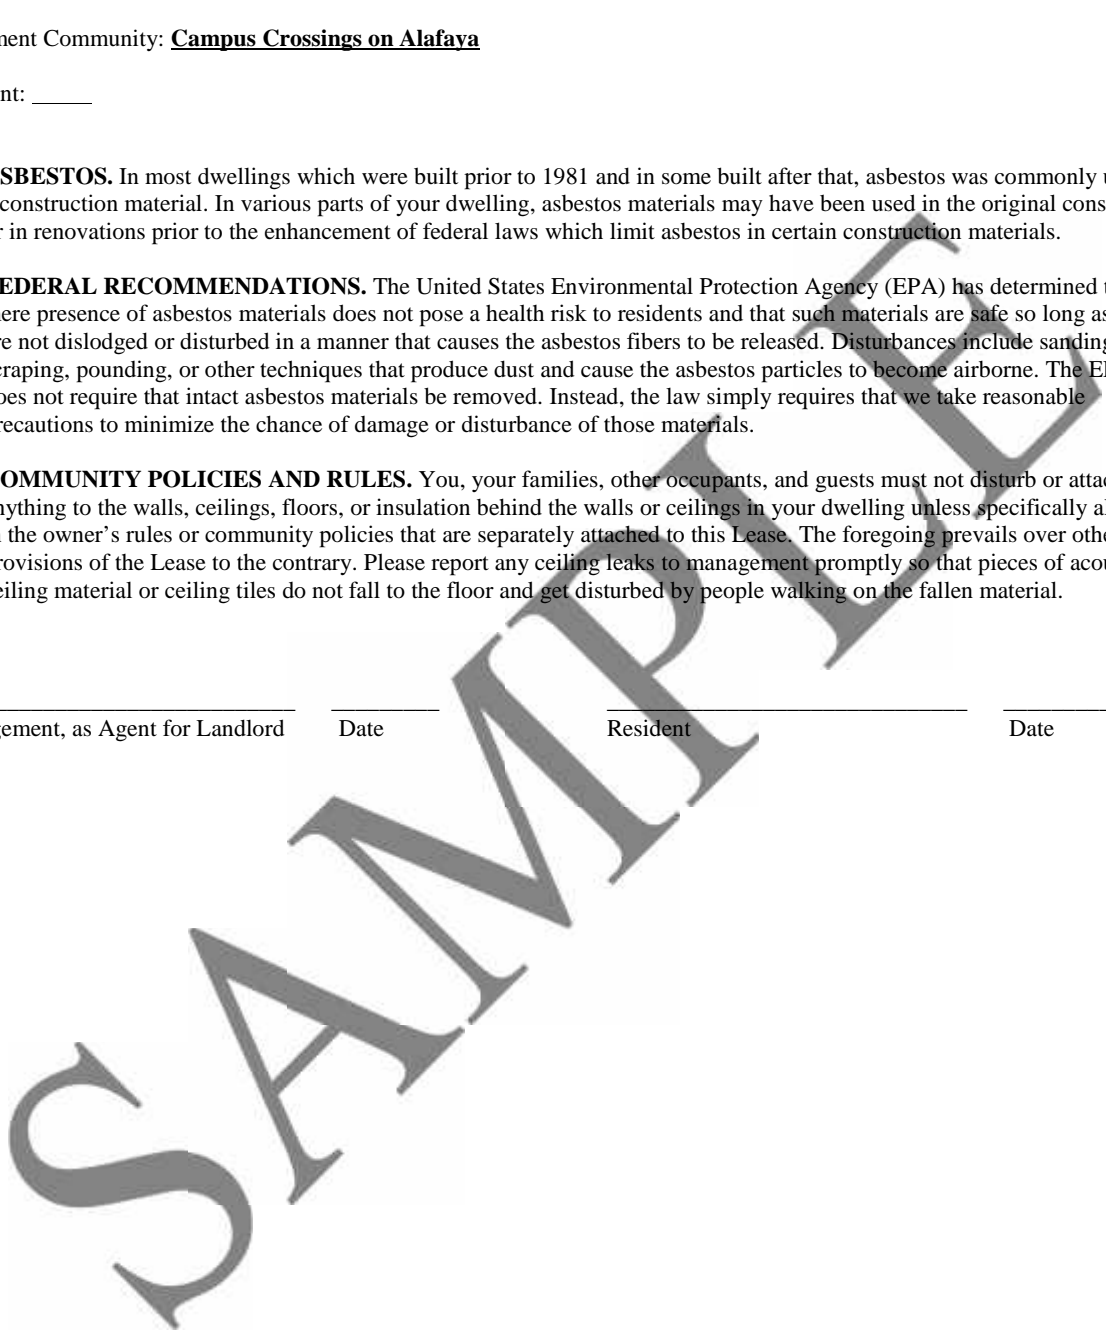 ment Community: Campus Crossings on Alafaya
nt: _____
SBESTOS. In most dwellings which were built prior to 1981 and in some built after that, asbestos was commonly u
construction material. In various parts of your dwelling, asbestos materials may have been used in the original cons
r in renovations prior to the enhancement of federal laws which limit asbestos in certain construction materials.
EDERAL RECOMMENDATIONS. The United States Environmental Protection Agency (EPA) has determined t
ere presence of asbestos materials does not pose a health risk to residents and that such materials are safe so long as
re not dislodged or disturbed in a manner that causes the asbestos fibers to be released. Disturbances include sanding
craping, pounding, or other techniques that produce dust and cause the asbestos particles to become airborne. The E
oes not require that intact asbestos materials be removed. Instead, the law simply requires that we take reasonable
recautions to minimize the chance of damage or disturbance of those materials.
OMMUNITY POLICIES AND RULES. You, your families, other occupants, and guests must not disturb or attac
nything to the walls, ceilings, floors, or insulation behind the walls or ceilings in your dwelling unless specifically al
n the owner’s rules or community policies that are separately attached to this Lease. The foregoing prevails over othe
rovisions of the Lease to the contrary. Please report any ceiling leaks to management promptly so that pieces of acou
eiling material or ceiling tiles do not fall to the floor and get disturbed by people walking on the fallen material.
gement, as Agent for Landlord Date Resident Date
SAMPLE